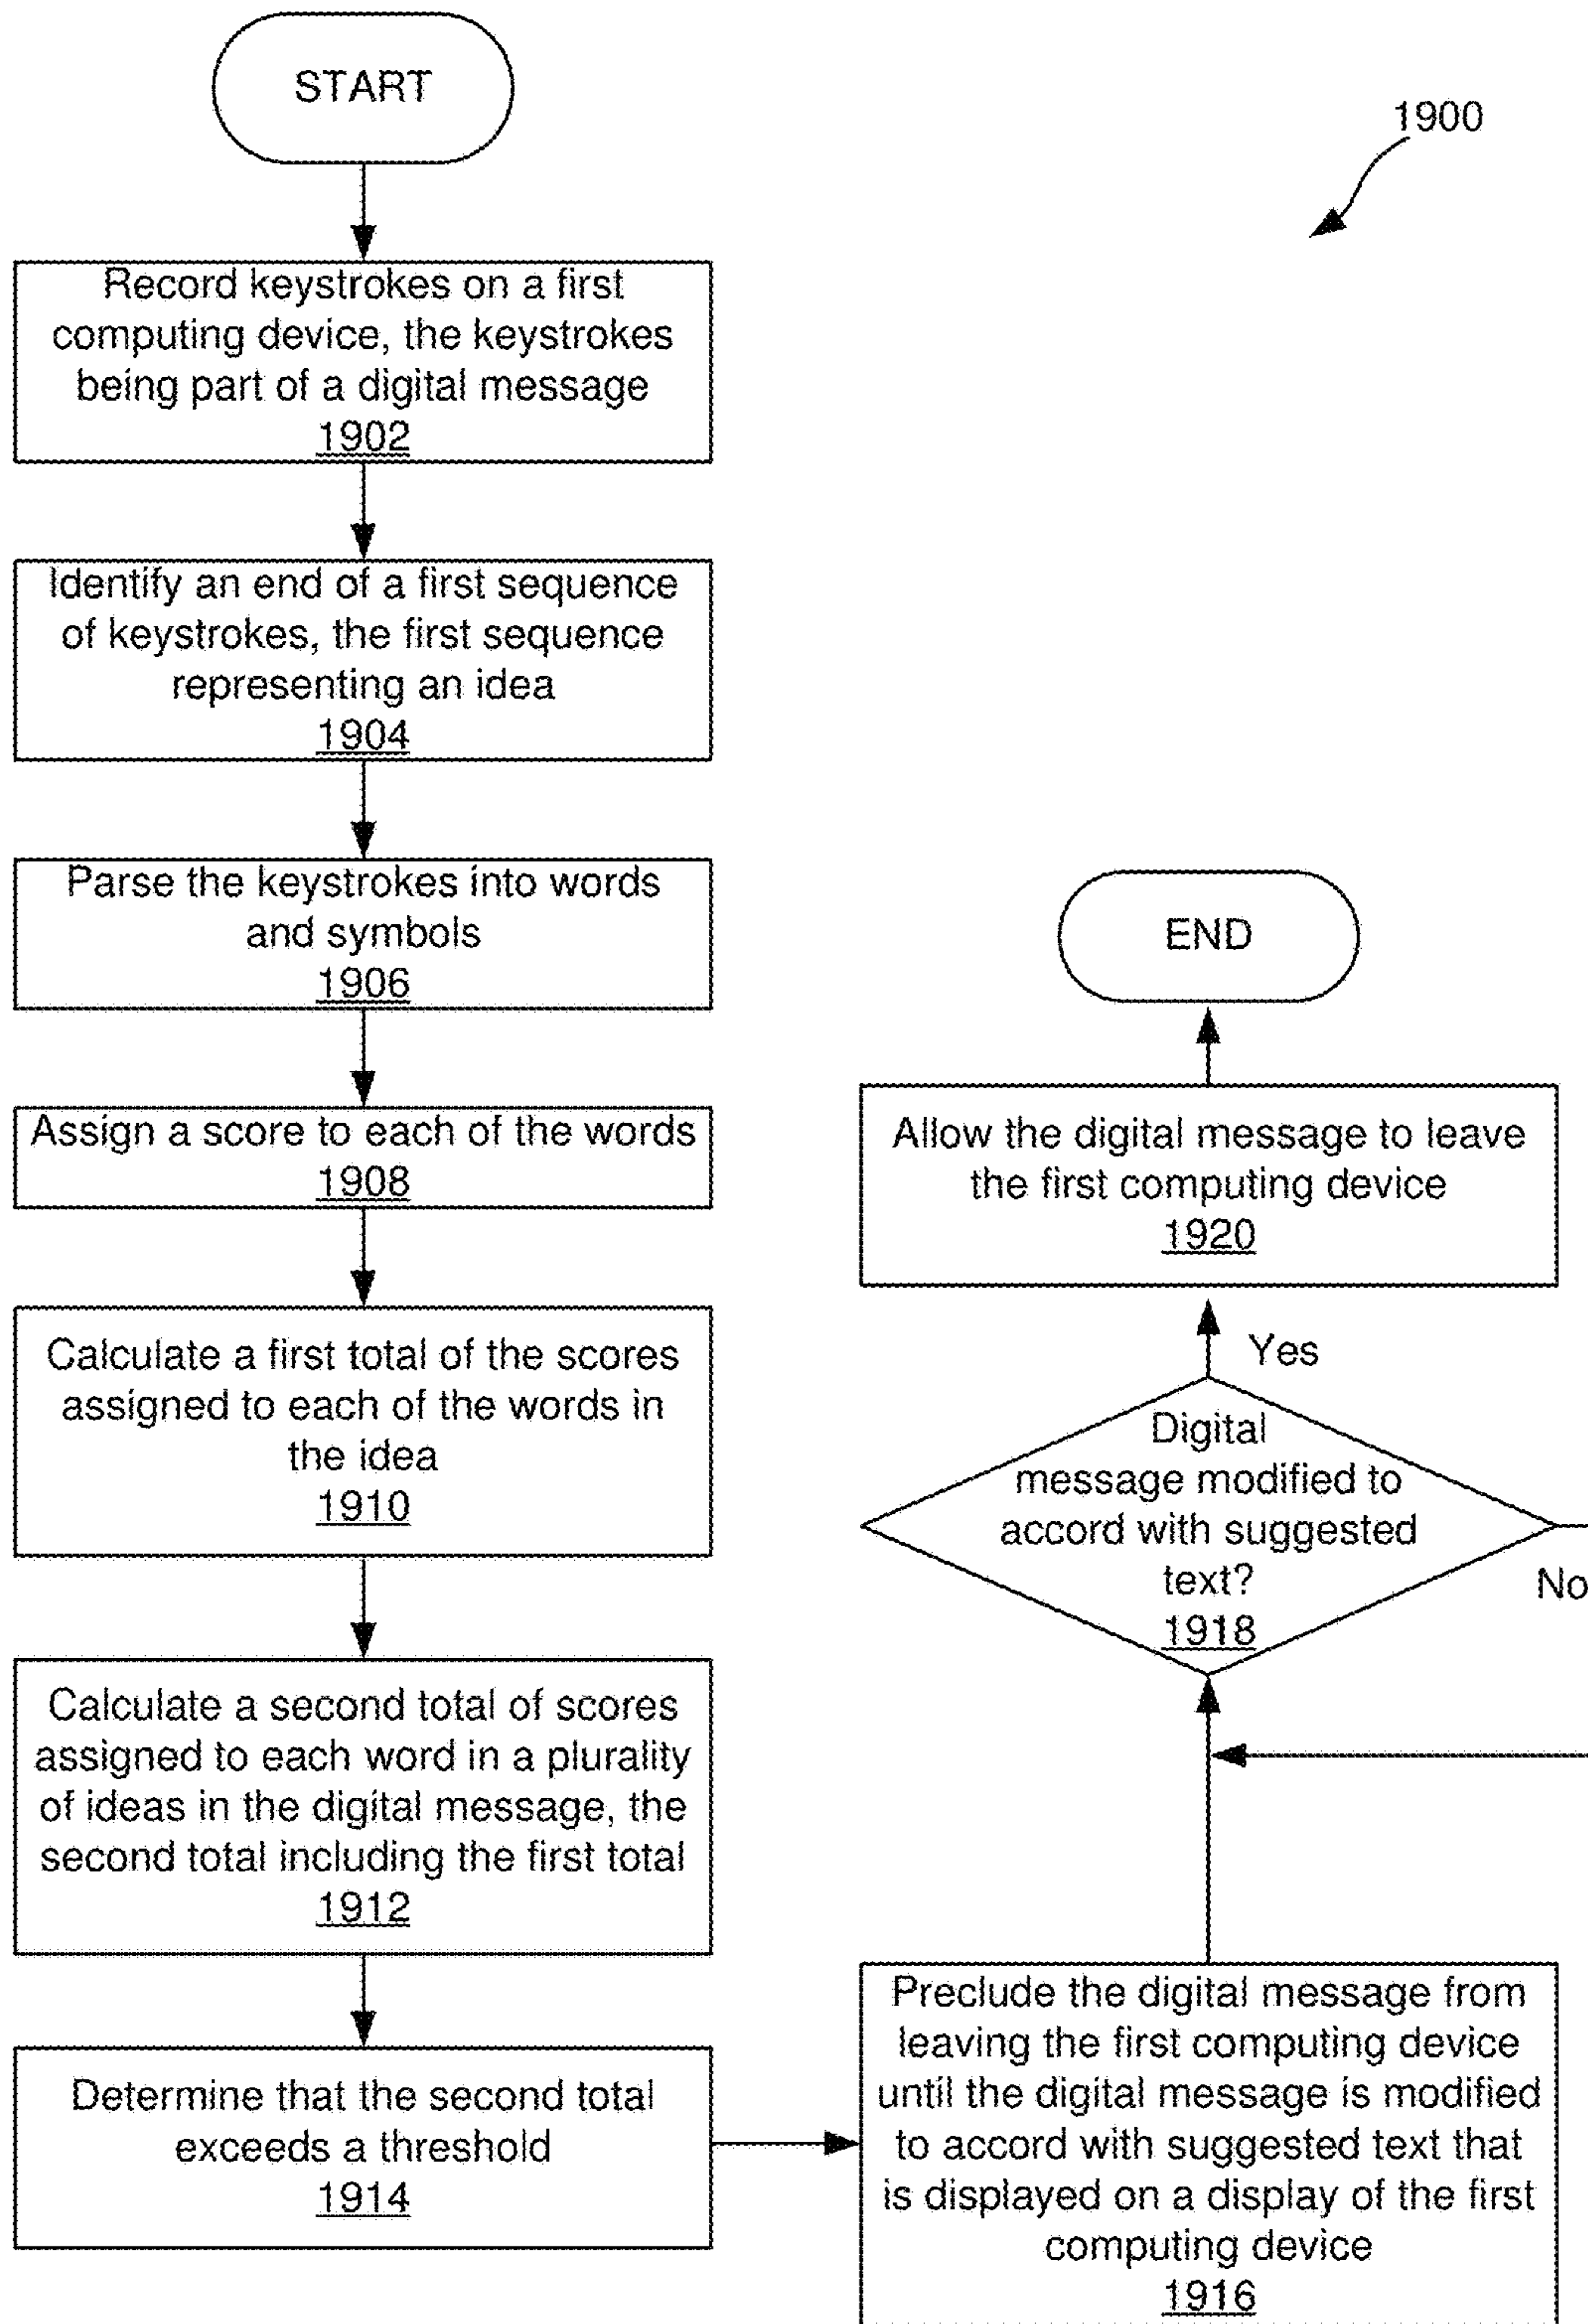 START
1900
Record keystrokes on a first
computing device, the keystrokes
being part of a digital message
1902
Identify an end of a first sequence
of keystrokes, the first sequence
representing an idea
1904
Parse the keystrokes into words
and symbols
1906
Assign a score to each of the words
1908
Calculate a first total of the scores
assigned to each of the words in
the idea
1910
Calculate a second total of scores
assigned to each word in a plurality
of ideas in the digital message, the
second total including the first total
1912
Determine that the second total
exceeds a threshold
1914
Preclude the digital message from
leaving the first computing device
until the digital message is modified
to accord with suggested text that
is displayed on a display of the first
computing device
1916
Digital
message modified to
accord with suggested
text?
1918
No
Yes
Allow the digital message to leave
the first computing device
1920
END